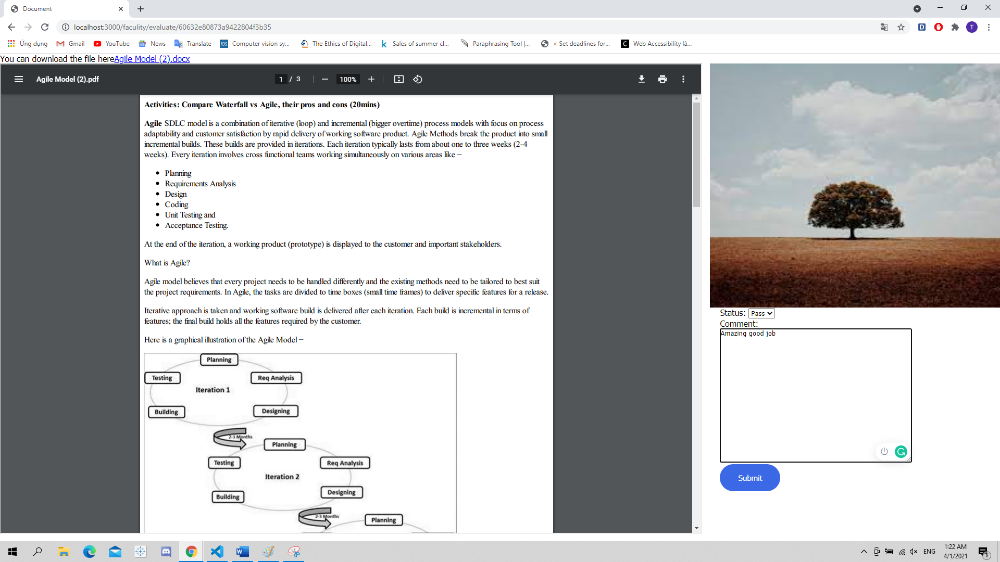 Document
localhost:3000/faculity/evaluate/60632e80873a9422804f3b35
T
Ứng dụng
Gmail
YouTube
News
Translate
IOS
Computer vision sy...
The Ethics of Digital...
k
Sales of summer cl...
Paraphrasing Tool |...
× Set deadlines for...
C
Web Accessibility là...
You can download the file hereAgile Model (2).docx
Agile Model (2).pdf
1 / 3
100%
Activities: Compare Waterfall vs Agile, their pros and cons (20mins)
Agile SDLC model is a combination of iterative (loop) and incremental (bigger overtime) process models with focus on process
adaptability and customer satisfaction by rapid delivery of working software product. Agile Methods break the product into small
incremental builds. These builds are provided in iterations. Each iteration typically lasts from about one to three weeks (2-4
weeks). Every iteration involves cross functional teams working simultaneously on various areas like −
• Planning
• Requirements Analysis
• Design
• Coding
• Unit Testing and
• Acceptance Testing.
At the end of the iteration, a working product (prototype) is displayed to the customer and important stakeholders.
What is Agile?
Agile model believes that every project needs to be handled differently and the existing methods need to be tailored to best suit
the project requirements. In Agile, the tasks are divided to time boxes (small time frames) to deliver specific features for a release.
Iterative approach is taken and working software build is delivered after each iteration. Each build is incremental in terms of
features; the final build holds all the features required by the customer.
Here is a graphical illustration of the Agile Model −
Planning
Testing
Req Analysis
Iteration 1
Building
Designing
2-3 Months
Planning
Testing
Req Analysis
Iteration 2
Building
Designing
2-3 Months
Planning
Status: Pass
Comment:
Amazing good job
Submit
ENG
1:22 AM
4/1/2021
1